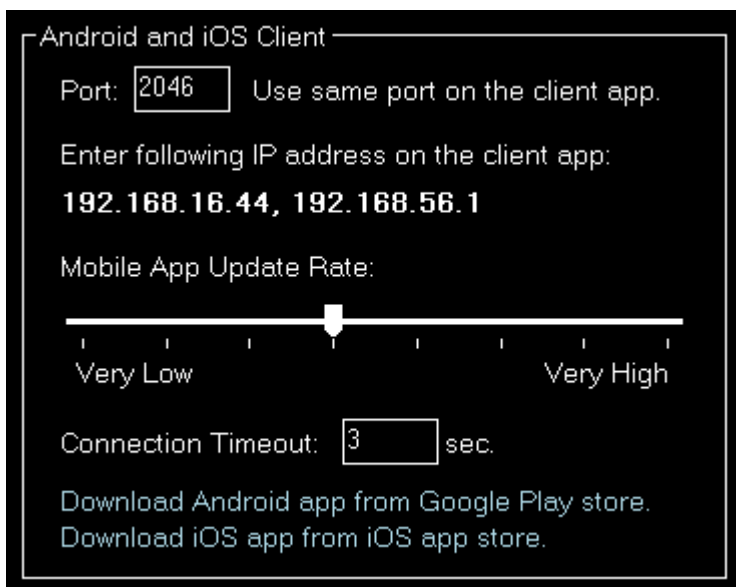 Android and iOS Client
Port: 2046 Use same port on the client app.
Enter following IP address on the client app:
192.168.16.44, 192.168.56.1
Mobile App Update Rate:
Very Low Very High
Connection Timeout: 3 sec.
Download Android app from Google Play store.
Download iOS app from iOS app store.